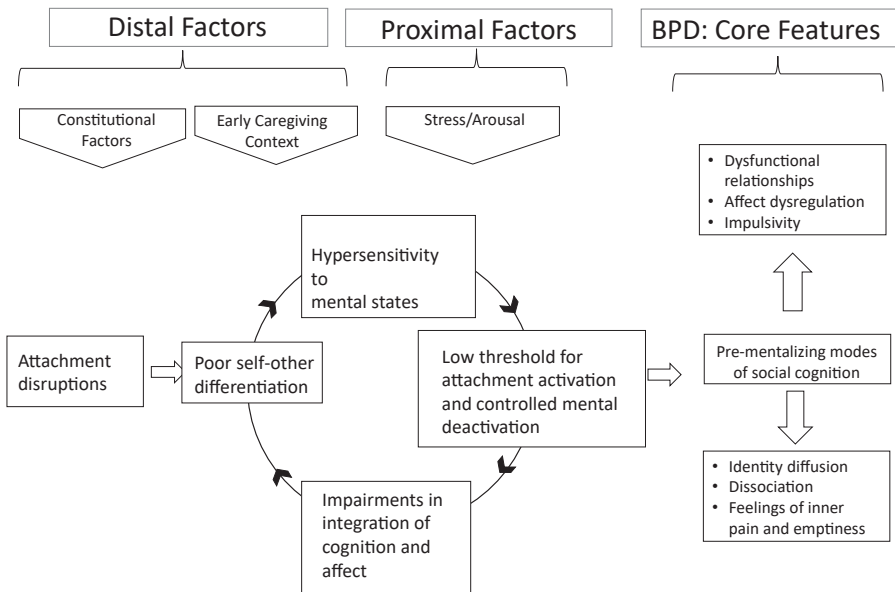 Distal Factors
Proximal Factors
BPD: Core Features
Constitutional
Factors
Early Caregiving
Context
Stress/Arousal
• Dysfunctional
relationships
• Affect dysregulation
• Impulsivity
Hypersensitivity
to
mental states
Attachment
disruptions
Poor self-other
differentiation
Low threshold for
attachment activation
and controlled mental
deactivation
Pre-mentalizing modes
of social cognition
Impairments in
integration of
cognition and
affect
• Identity diffusion
• Dissociation
• Feelings of inner
pain and emptiness